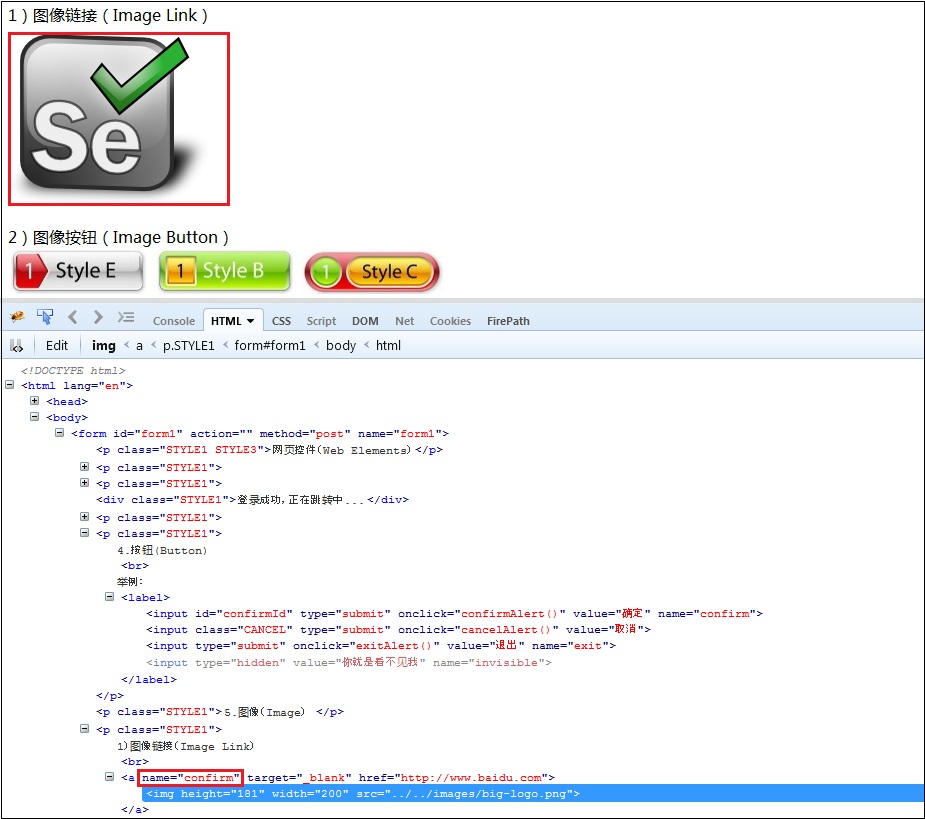 1）图像链接（Image Link）
Se
2）图像按钮（Image Button）
1 Style E 1 Style B 1 Style C
Console HTML CSS Script DOM Net Cookies FirePath
Edit img < a < p.STYLE1 < form#form1 < body < html
<!DOCTYPE html>
<html lang="en">
<head>
<body>
<form id="form1" action="" method="post" name="form1">
<p class="STYLE1 STYLE3">网页控件(Web Elements)</p>
<p class="STYLE1">
<p class="STYLE1">
<div class="STYLE1">登录成功,正在跳转中...</div>
<p class="STYLE1">
<p class="STYLE1">
4.按钮(Button)
<br>
举例:
<label>
<input id="confirmId" type="submit" onclick="confirmAlert()" value="确定" name="confirm">
<input class="CANCEL" type="submit" onclick="cancelAlert()" value="取消">
<input type="submit" onclick="exitAlert()" value="退出" name="exit">
<input type="hidden" value="你就是看不见我" name="invisible">
</label>
</p>
<p class="STYLE1">5.图像(Image) </p>
<p class="STYLE1">
1)图像链接(Image Link)
<br>
<a name="confirm" target="_blank" href="http://www.baidu.com">
<img height="181" width="200" src="../../images/big-logo.png">
</a>